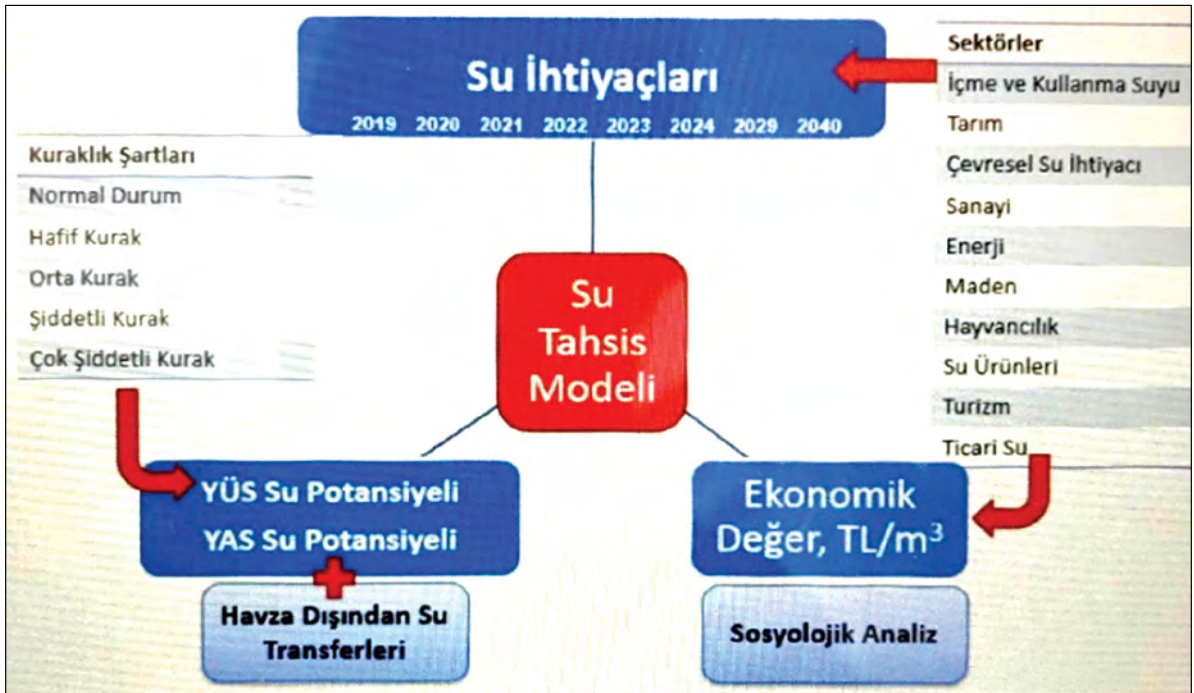 Su İhtiyaçları
2019 2020 2021 2022 2023 2024 2029 2040
Sektörler
İçme ve Kullanma Suyu
Tarım
Çevresel Su İhtiyacı
Sanayi
Enerji
Maden
Hayvancılık
Su Ürünleri
Turizm
Ticari Su
Kuraklık Şartları
Normal Durum
Hafif Kurak
Orta Kurak
Şiddetli Kurak
Çok Şiddetli Kurak
Su
Tahsis
Modeli
YÜS Su Potansiyeli
YAS Su Potansiyeli
Havza Dışından Su
Transferleri
Ekonomik
Değer, TL/m³
Sosyolojik Analiz